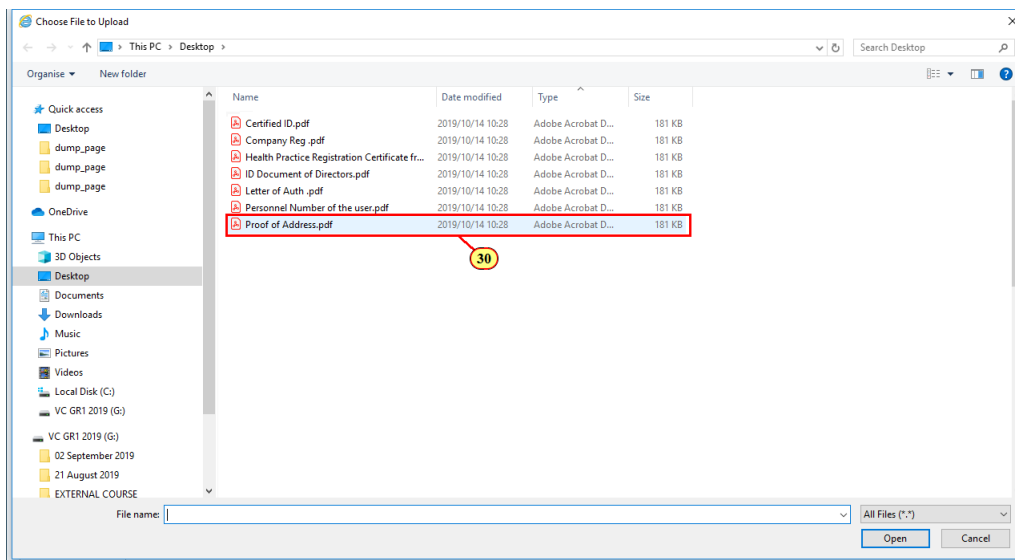 Choose File to Upload
This PC > Desktop >
Search Desktop
Organise
New folder
Name Date modified Type Size
Quick access
Desktop
dump_page
dump_page
dump_page
OneDrive
This PC
3D Objects
Desktop
Documents
Downloads
Music
Pictures
Videos
Local Disk (C:)
VC GR1 2019 (G:)
VC GR1 2019 (G:)
02 September 2019
21 August 2019
EXTERNAL COURSE
Certified ID.pdf 2019/10/14 10:28 Adobe Acrobat D... 181 KB
Company Reg .pdf 2019/10/14 10:28 Adobe Acrobat D... 181 KB
Health Practice Registration Certificate fr... 2019/10/14 10:28 Adobe Acrobat D... 181 KB
ID Document of Directors.pdf 2019/10/14 10:28 Adobe Acrobat D... 181 KB
Letter of Auth .pdf 2019/10/14 10:28 Adobe Acrobat D... 181 KB
Personnel Number of the user.pdf 2019/10/14 10:28 Adobe Acrobat D... 181 KB
Proof of Address.pdf 2019/10/14 10:28 Adobe Acrobat D... 181 KB
30
File name:
All Files (*.*)
Open Cancel